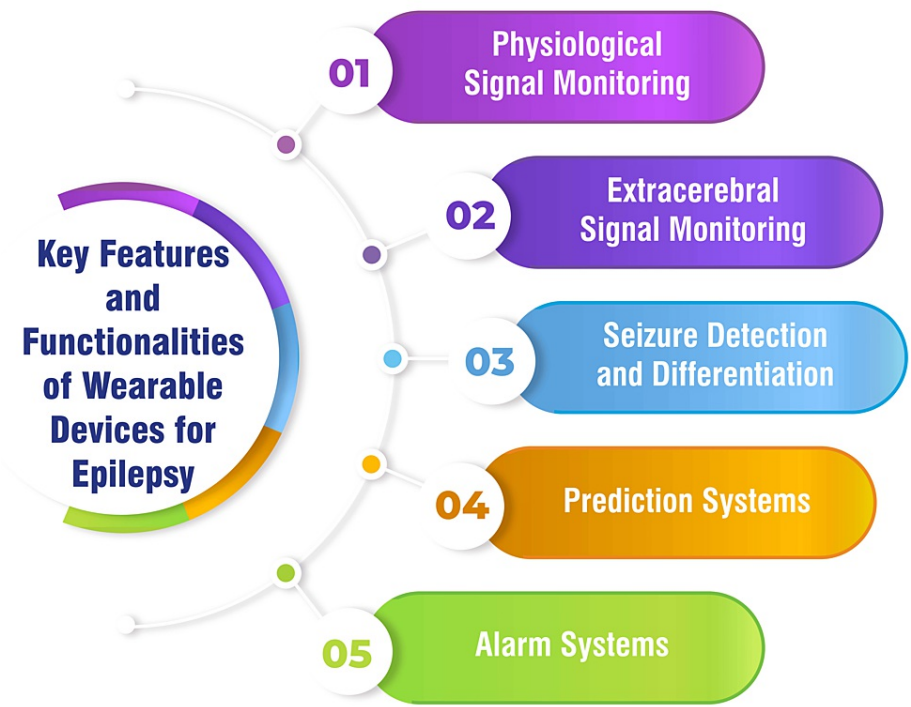 Key Features
and
Functionalities
of Wearable
Devices for
Epilepsy
01
Physiological
Signal Monitoring
02
Extracerebral
Signal Monitoring
03
Seizure Detection
and Differentiation
04
Prediction Systems
05
Alarm Systems